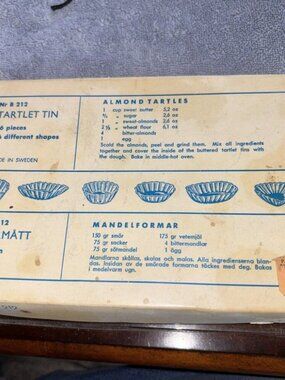 Nr B 212
TARTLET TIN
6 pieces
6 different shapes
MADE IN SWEDEN
ALMOND TARTLES
1 cup sweet butter 5,2 oz
³/₈ „ sugar 2,6 oz
1 „ sweet-almonds 2,6 oz
2 ½ „ wheat flour 6,1 oz
4 bitter-almonds
1 egg
Scald the almonds, peel and grind them. Mix all ingredients
together and cover the inside of the buttered tartlet tins with
the dough. Bake in middle-hot oven.
12
MÅTT
MANDELFORMAR
150 gr smör 175 gr vetemjöl
75 gr socker 4 bittermandlar
75 gr sötmandel 1 ägg
Mandlarna skållas, skalas och malas. Alla ingredienserna blan-
das. Insidan av de smörade formarna täckes med deg. Bakas
i medelvarm ugn.